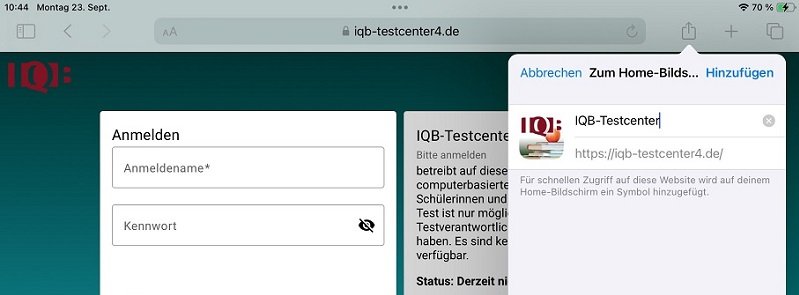 10:44 Montag 23. Sept.
70 %
AA
iqb-testcenter4.de
IQB
Anmelden
Anmeldename*
Kennwort
IQB-Testcenter
Bitte anmelden
betreibt auf diese
computerbasierte
Schülerinnen und
Test ist nur mögli
Testverantwortlic
haben. Es sind ke
verfügbar.
Status: Derzeit ni
Abbrechen Zum Home-Bilds... Hinzufügen
IQB
IQB-Testcenter
https://iqb-testcenter4.de/
Für schnellen Zugriff auf diese Website wird auf deinem
Home-Bildschirm ein Symbol hinzugefügt.